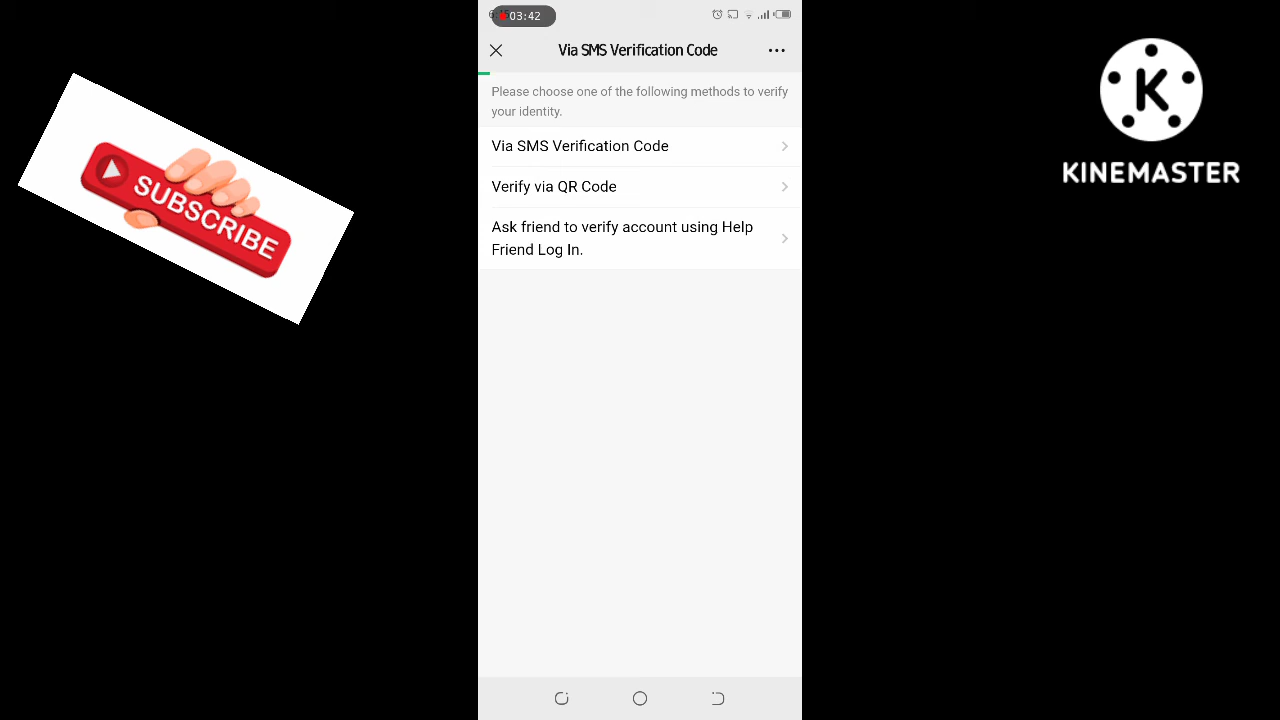 03:42
Via SMS Verification Code
Please choose one of the following methods to verify
your identity.
Via SMS Verification Code
Verify via QR Code
Ask friend to verify account using Help
Friend Log In.
SUBSCRIBE
K
KINEMASTER